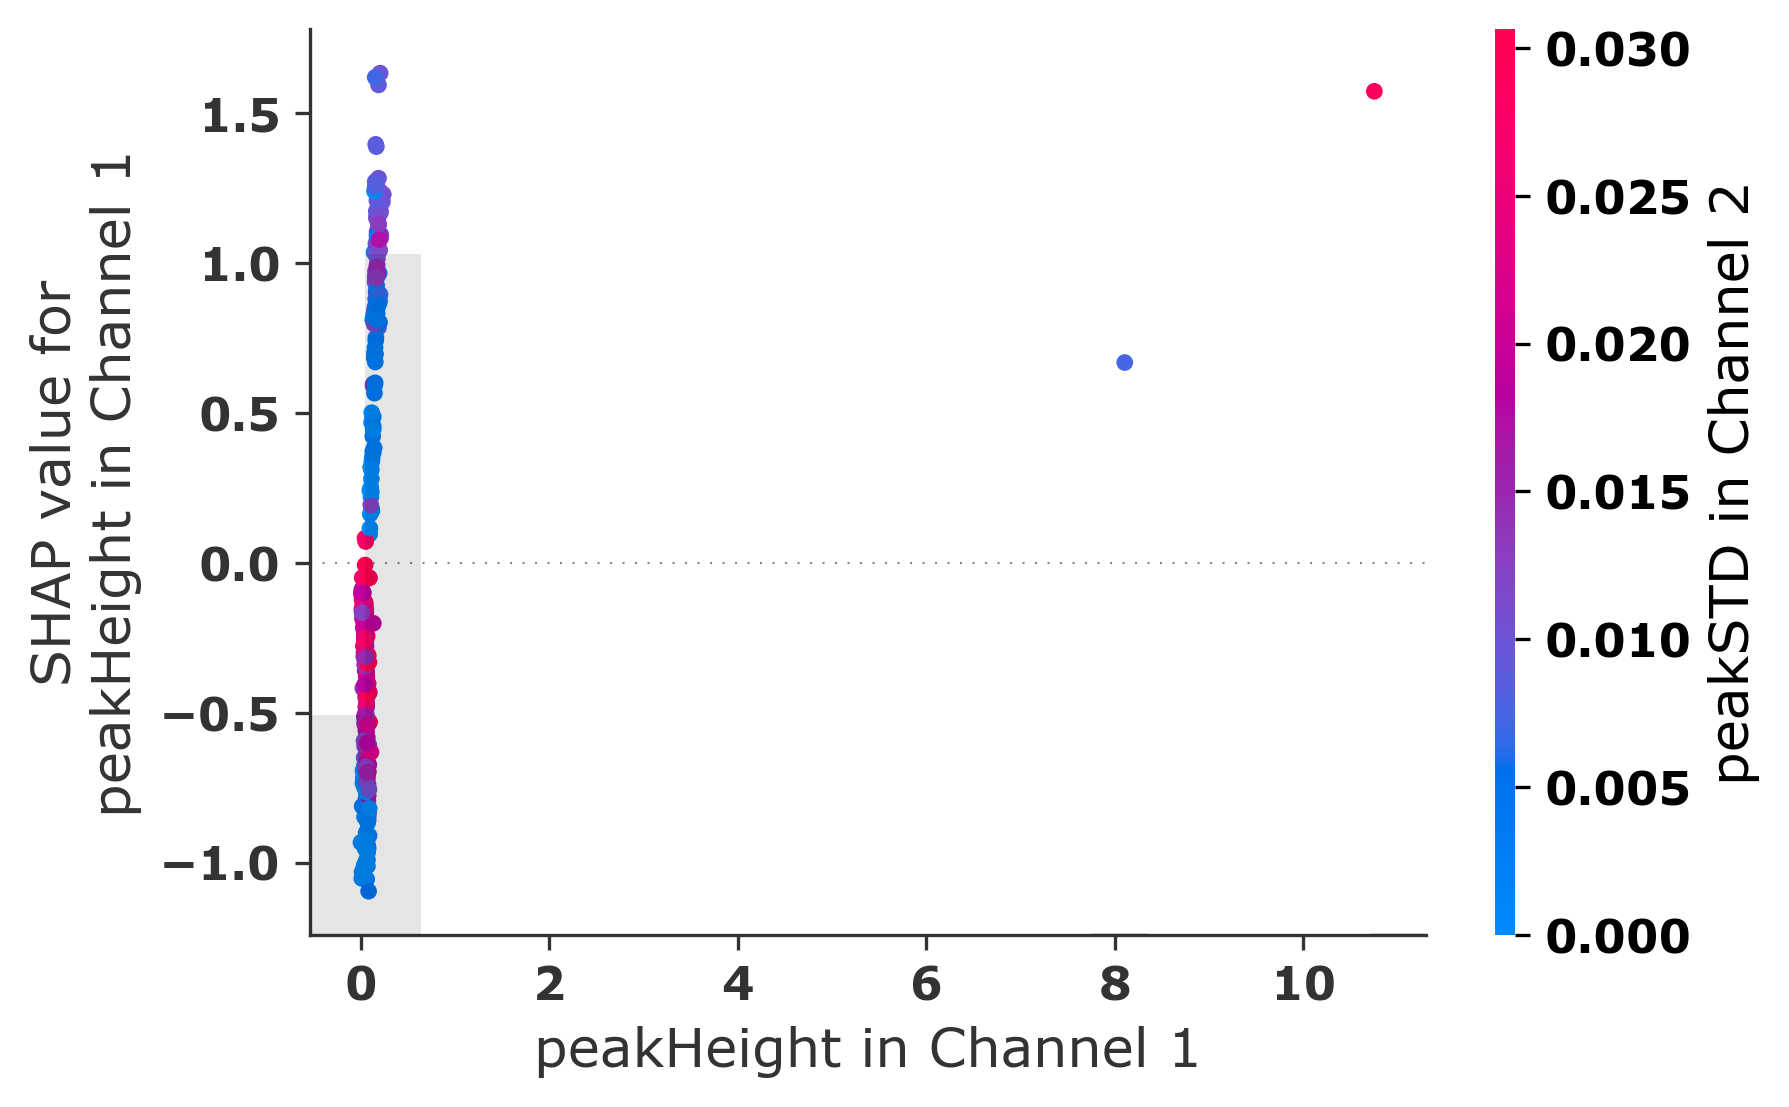 SHAP value for
peakHeight in Channel 1
1.5
1.0
0.5
0.0
−0.5
−1.0
0 2 4 6 8 10
peakHeight in Channel 1
0.030
0.025
0.020
0.015
0.010
0.005
0.000
peakSTD in Channel 2